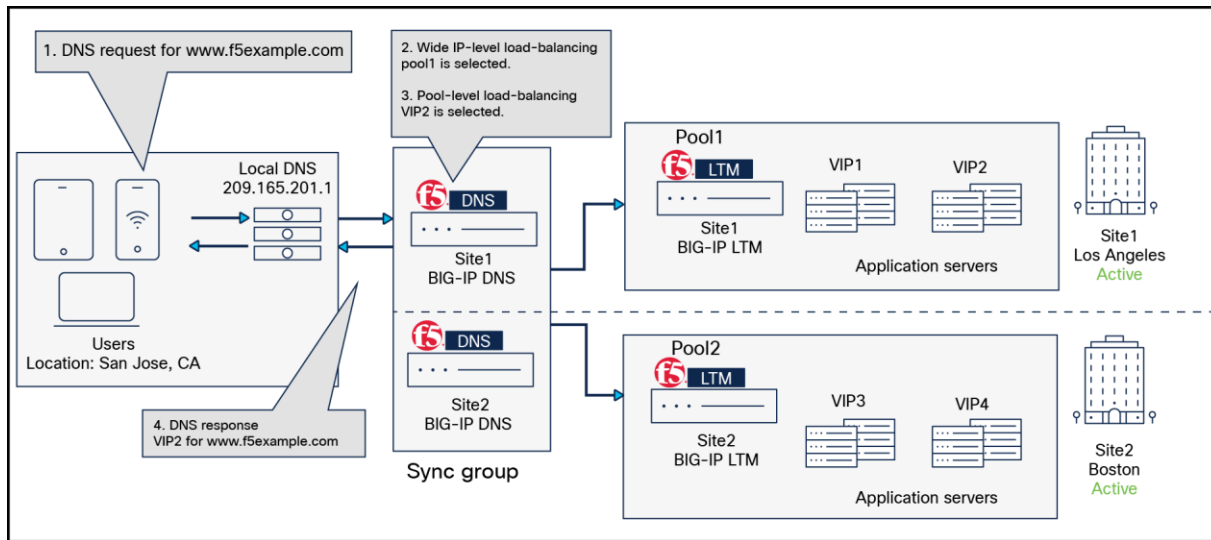 1. DNS request for www.f5example.com
2. Wide IP-level load-balancing
pool1 is selected.
3. Pool-level load-balancing
VIP2 is selected.
Local DNS
209.165.201.1
Users
Location: San Jose, CA
4. DNS response
VIP2 for www.f5example.com
f5 DNS
Site1
BIG-IP DNS
f5 DNS
Site2
BIG-IP DNS
Sync group
Pool1
f5 LTM
Site1
BIG-IP LTM
VIP1
VIP2
Application servers
Site1
Los Angeles
Active
Pool2
f5 LTM
Site2
BIG-IP LTM
VIP3
VIP4
Application servers
Site2
Boston
Active